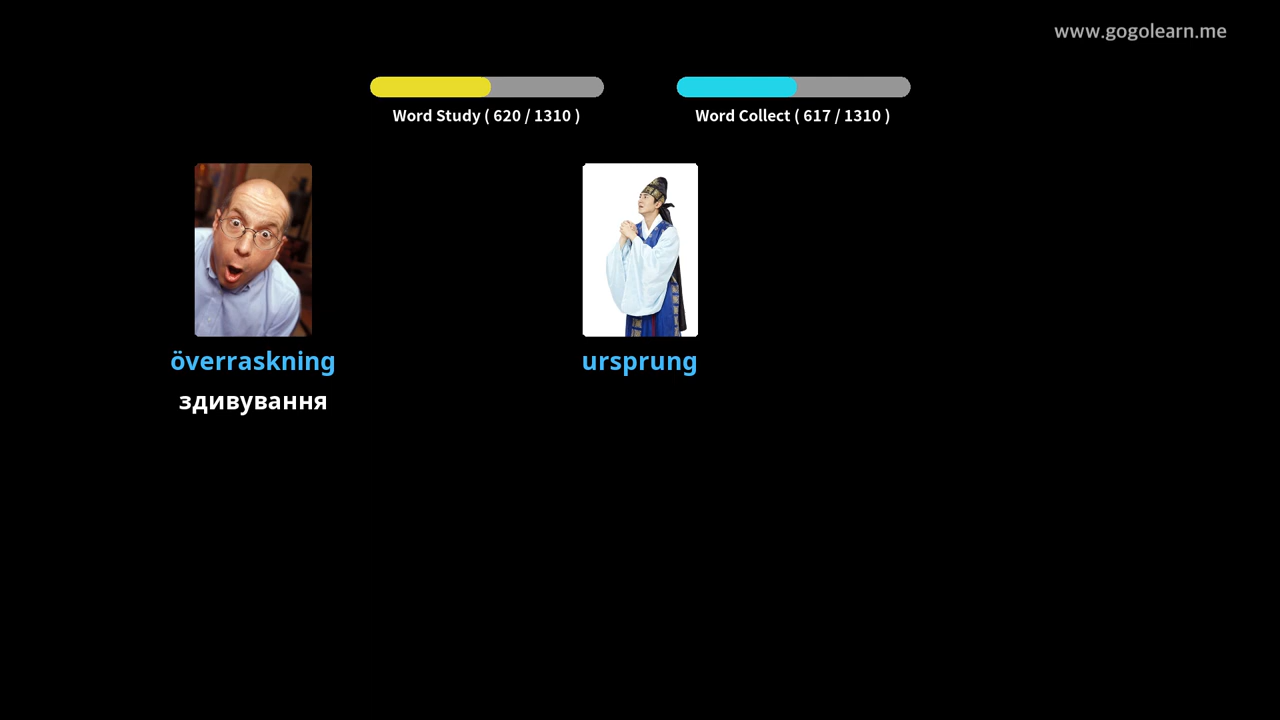 www.gogolearn.me
Word Study ( 620 / 1310 )
Word Collect ( 617 / 1310 )
överraskning
ursprung
здивування